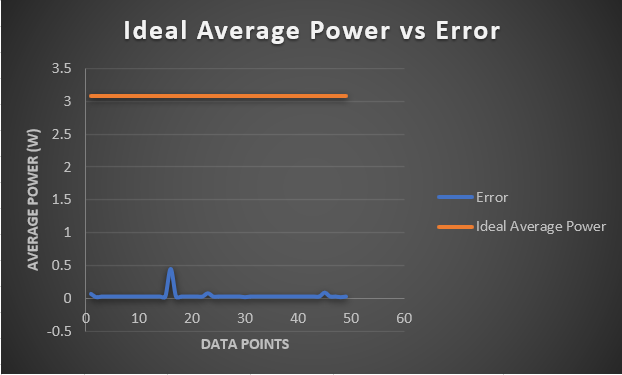 Ideal Average Power vs Error
3.5
3
2.5
2
1.5
1
0.5
0
-0.5
AVERAGE POWER (W)
0 10 20 30 40 50 60
DATA POINTS
Error
Ideal Average Power